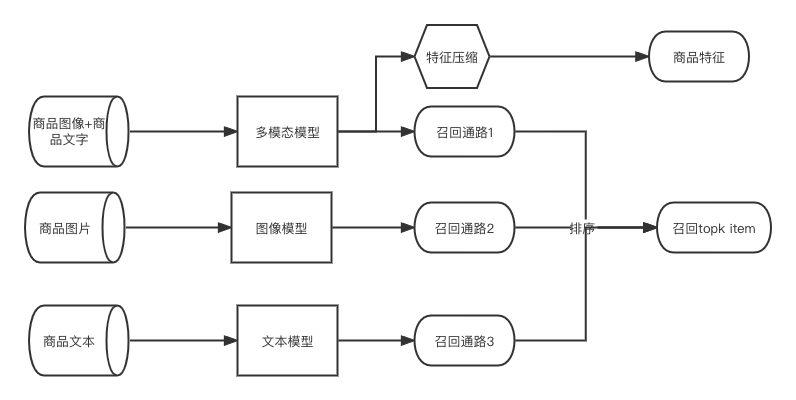 特征压缩
商品特征
商品图像+商
品文字
多模态模型
召回通路1
商品图片
图像模型
召回通路2
排序
召回topk item
商品文本
文本模型
召回通路3